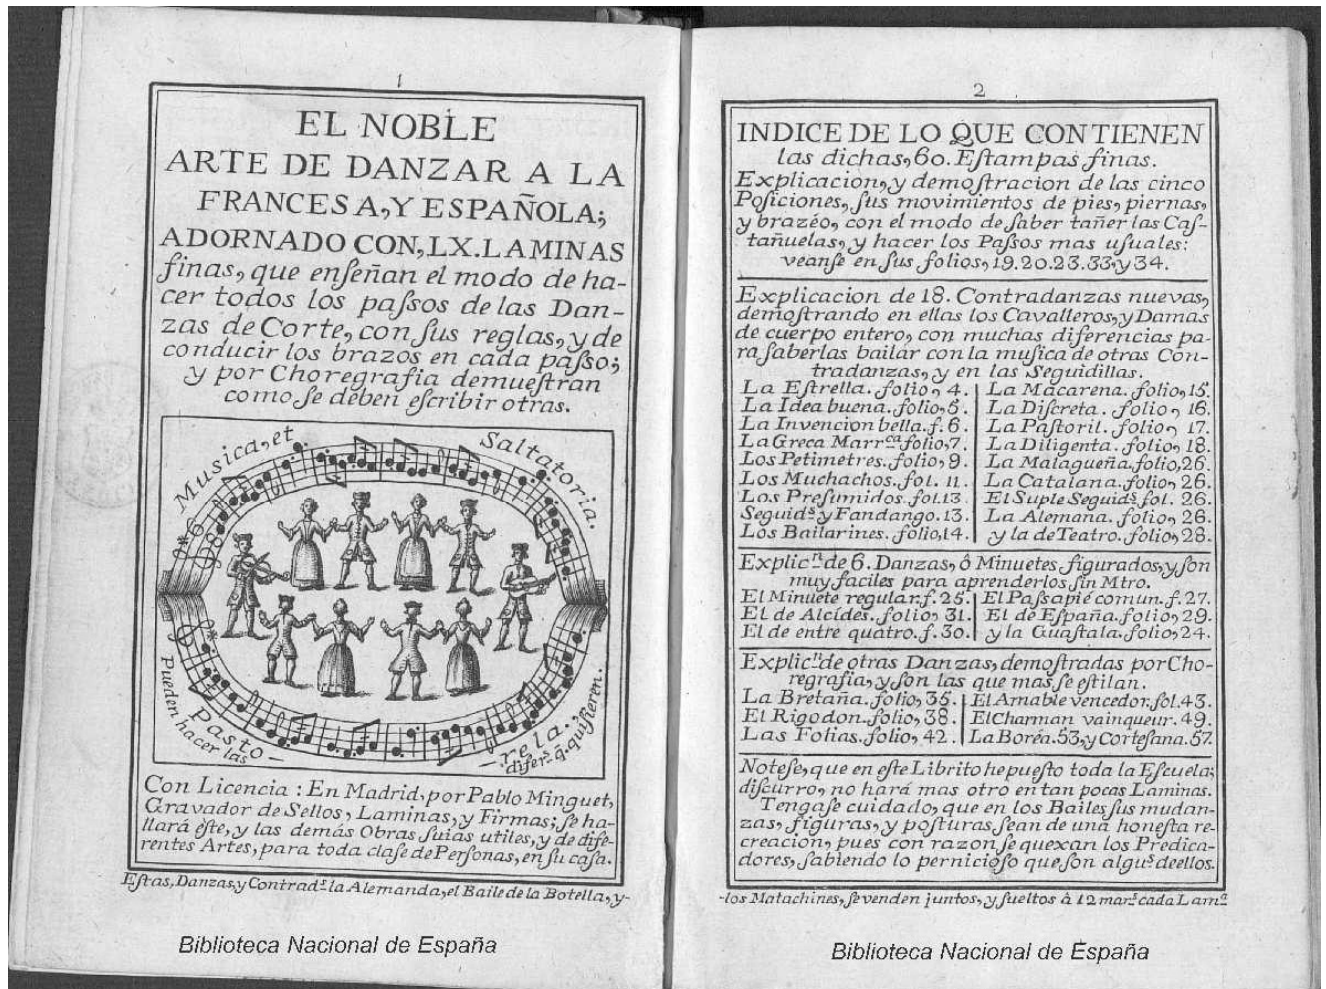 1
EL NOBLE
ARTE DE DANZAR A LA
FRANCESA, Y ESPAÑOLA;
ADORNADO CON, LX. LAMINAS
finas, que enſeñan el modo de ha-
cer todos los paſſos de las Dan-
zas de Corte, con ſus reglas, y de
conducir los brazos en cada paſſo;
y por Choregrafia demueſtran
como ſe deben eſcribir otras.
Musica, et
Saltatoria.
Pueden hacer las
Pasto-
-rela.
difer.s q. quiſieren.
Con Licencia : En Madrid, por Pablo Minguet,
Gravador de Sellos, Laminas, y Firmas; ſe ha-
llará éſte, y las demás Obras ſuias utiles, y de dife-
rentes Artes, para toda claſe de Perſonas, en ſu caſa.
Eſtas, Danzas, y Contrad.s la Alemanda, el Baile de la Botella, y-
Biblioteca Nacional de España
2
INDICE DE LO QUE CONTIENEN
las dichas, 60. Eſtampas finas.
Explicacion, y demoſtracion de las cinco
Poſiciones, ſus movimientos de pies, piernas,
y brazéo, con el modo de ſaber tañer las Caſ-
tañuelas, y hacer los Paſſos mas uſuales:
veanſe en ſus folios, 19. 20. 23. 33. y 34.
Explicacion de 18. Contradanzas nuevas,
demoſtrando en ellas los Cavalleros, y Damas
de cuerpo entero, con muchas diferencias pa-
ra ſaberlas bailar con la muſica de otras Con-
tradanzas, y en las Seguidillas.
La Eſtrella. folio, 4.
La Idea buena. folio, 5.
La Invencion bella. f. 6.
La Greca Marr.ca folio, 7.
Los Petimetres. folio, 9.
Los Muchachos. fol. 11.
Los Preſumidos. fol. 13.
Seguid.s y Fandango. 13.
Los Bailarines. folio, 14.
La Macarena. folio, 15.
La Diſcreta. folio, 16.
La Paſtoril. folio, 17.
La Diligenta. folio, 18.
La Malagueña. folio, 26.
La Catalana. folio, 26.
El Suple Seguid.s fol. 26.
La Alemana. folio, 26.
y la de Teatro. folio, 28.
Explic.n de 6. Danzas, ô Minuetes figurados, y ſon
muy faciles para aprenderlos ſin Mtro.
El Minuete regular. f. 25.
El de Alcídes. folio, 31.
El de entre quatro. f. 30.
El Paſſapié comun. f. 27.
El de Eſpaña. folio, 29.
y la Guaſtala. folio, 24.
Explic.n de otras Danzas, demoſtradas por Cho-
regrafia, y ſon las que mas ſe eſtilan.
La Bretaña. folio, 35.
El Rigodon. folio, 38.
Las Folias. folio, 42.
El Amable vencedor. fol. 43.
El Charman vainqueur. 49.
La Boréa. 53. y Corteſana. 57.
Noteſe, que en eſte Librito he pueſto toda la Eſcuela;
diſcurro, no hará mas otro en tan pocas Laminas.
Tengaſe cuidado, que en los Bailes ſus mudan-
zas, figuras, y poſturas ſean de una honeſta re-
creacion, pues con razon ſe quexan los Predica-
dores, ſabiendo lo pernicioſo que ſon algu.s de ellos.
-los Matachines, ſe venden juntos, y ſueltos â 12 mar.s cada Lam.a
Biblioteca Nacional de España